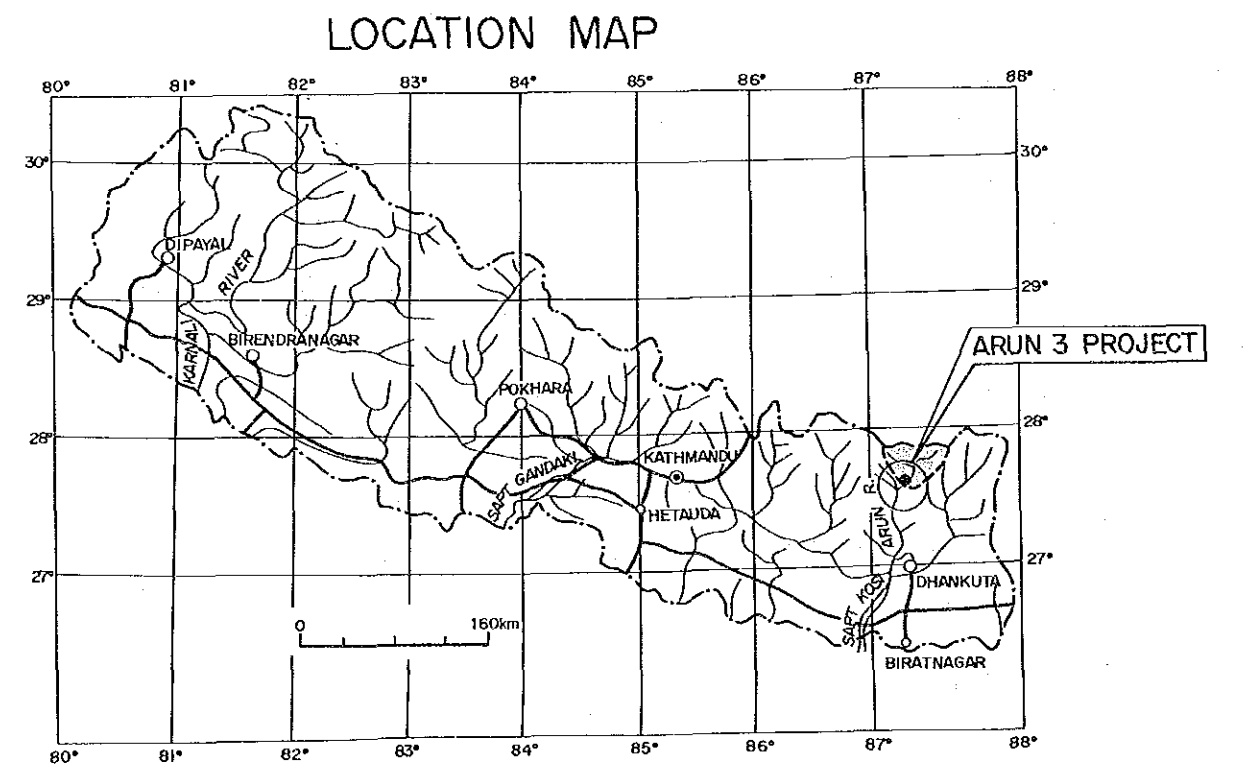 LOCATION MAP
80° 81° 82° 83° 84° 85° 86° 87° 88°
30° 30°
DIPAYAL
RIVER
29° 29°
KARNALI
BIRENDRANAGAR
ARUN 3 PROJECT
POKHARA
28° 28°
KATHMANDU
SAPT GANDAKI
ARUN R.
HETAUDA
27° 27°
DHANKUTA
SAPT KOSI
0 160km
BIRATNAGAR
80° 81° 82° 83° 84° 85° 86° 87° 88°